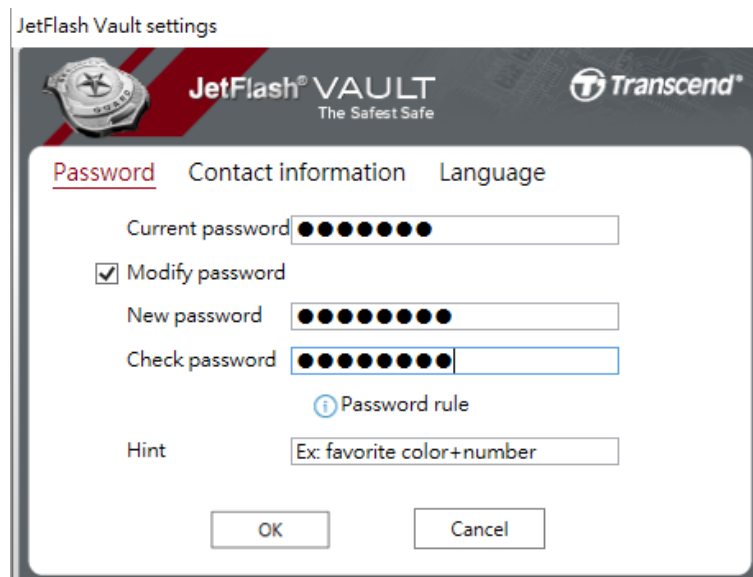 JetFlash Vault settings
JetFlash® VAULT
The Safest Safe
Transcend®
Password Contact information Language
Current password ●●●●●●●
Modify password
New password ●●●●●●●●
Check password ●●●●●●●●
Password rule
Hint Ex: favorite color+number
OK Cancel